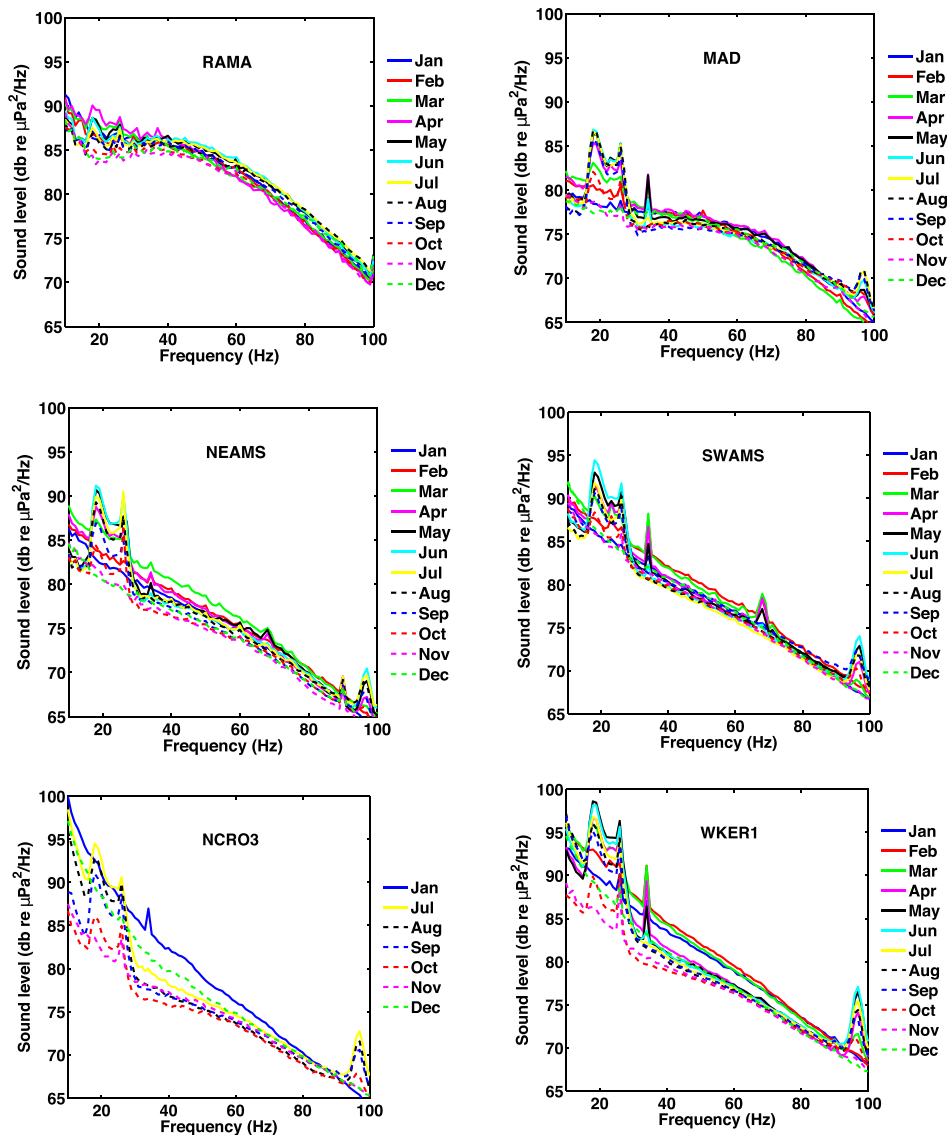 RAMA
Sound level (db re µPa²/Hz)
100
95
90
85
80
75
70
65
20 40 60 80 100
Frequency (Hz)
Jan
Feb
Mar
Apr
May
Jun
Jul
Aug
Sep
Oct
Nov
Dec
MAD
Sound level (db re µPa²/Hz)
100
95
90
85
80
75
70
65
20 40 60 80 100
Frequency (Hz)
Jan
Feb
Mar
Apr
May
Jun
Jul
Aug
Sep
Oct
Nov
Dec
NEAMS
Sound level (db re µPa²/Hz)
100
95
90
85
80
75
70
65
20 40 60 80 100
Frequency (Hz)
Jan
Feb
Mar
Apr
May
Jun
Jul
Aug
Sep
Oct
Nov
Dec
SWAMS
Sound level (db re µPa²/Hz)
100
95
90
85
80
75
70
65
20 40 60 80 100
Frequency (Hz)
Jan
Feb
Mar
Apr
May
Jun
Jul
Aug
Sep
Oct
Nov
Dec
NCRO3
Sound level (db re µPa²/Hz)
100
95
90
85
80
75
70
65
20 40 60 80 100
Frequency (Hz)
Jan
Jul
Aug
Sep
Oct
Nov
Dec
WKER1
Sound level (db re µPa²/Hz)
100
95
90
85
80
75
70
65
20 40 60 80 100
Frequency (Hz)
Jan
Feb
Mar
Apr
May
Jun
Jul
Aug
Sep
Oct
Nov
Dec